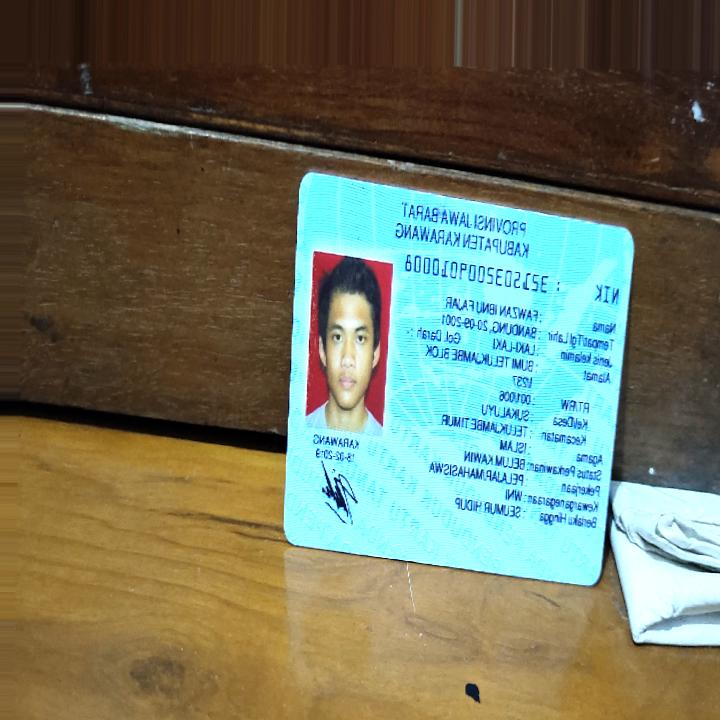 PROVINSI JAWA BARAT
KABUPATEN KARAWANG
NIK : 3215032009010008
Nama : FAWZAN IBNU FAJAR
Tempat/Tgl Lahir : BANDUNG, 20-09-2001
Jenis kelamin : LAKI-LAKI Gol. Darah : -
Alamat : BUMI TELUKJAMBE BLOK
RT/RW : 001/006
Kel/Desa : SUKALUYU
Kecamatan : TELUKJAMBE TIMUR
Agama : ISLAM
Status Perkawinan: BELUM KAWIN
Pekerjaan : PELAJAR/MAHASISWA
Kewarganegaraan: WNI
Berlaku Hingga : SEUMUR HIDUP
KARAWANG
18-02-2019